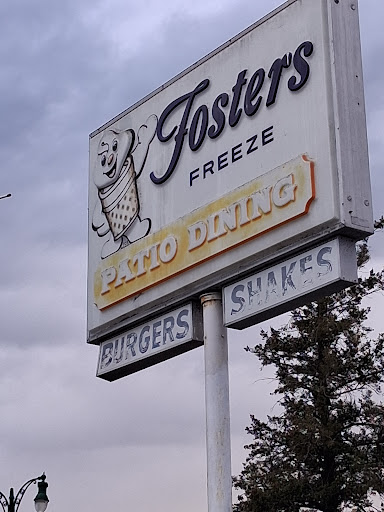 Fosters
FREEZE
PATIO DINING
BURGERS
SHAKES